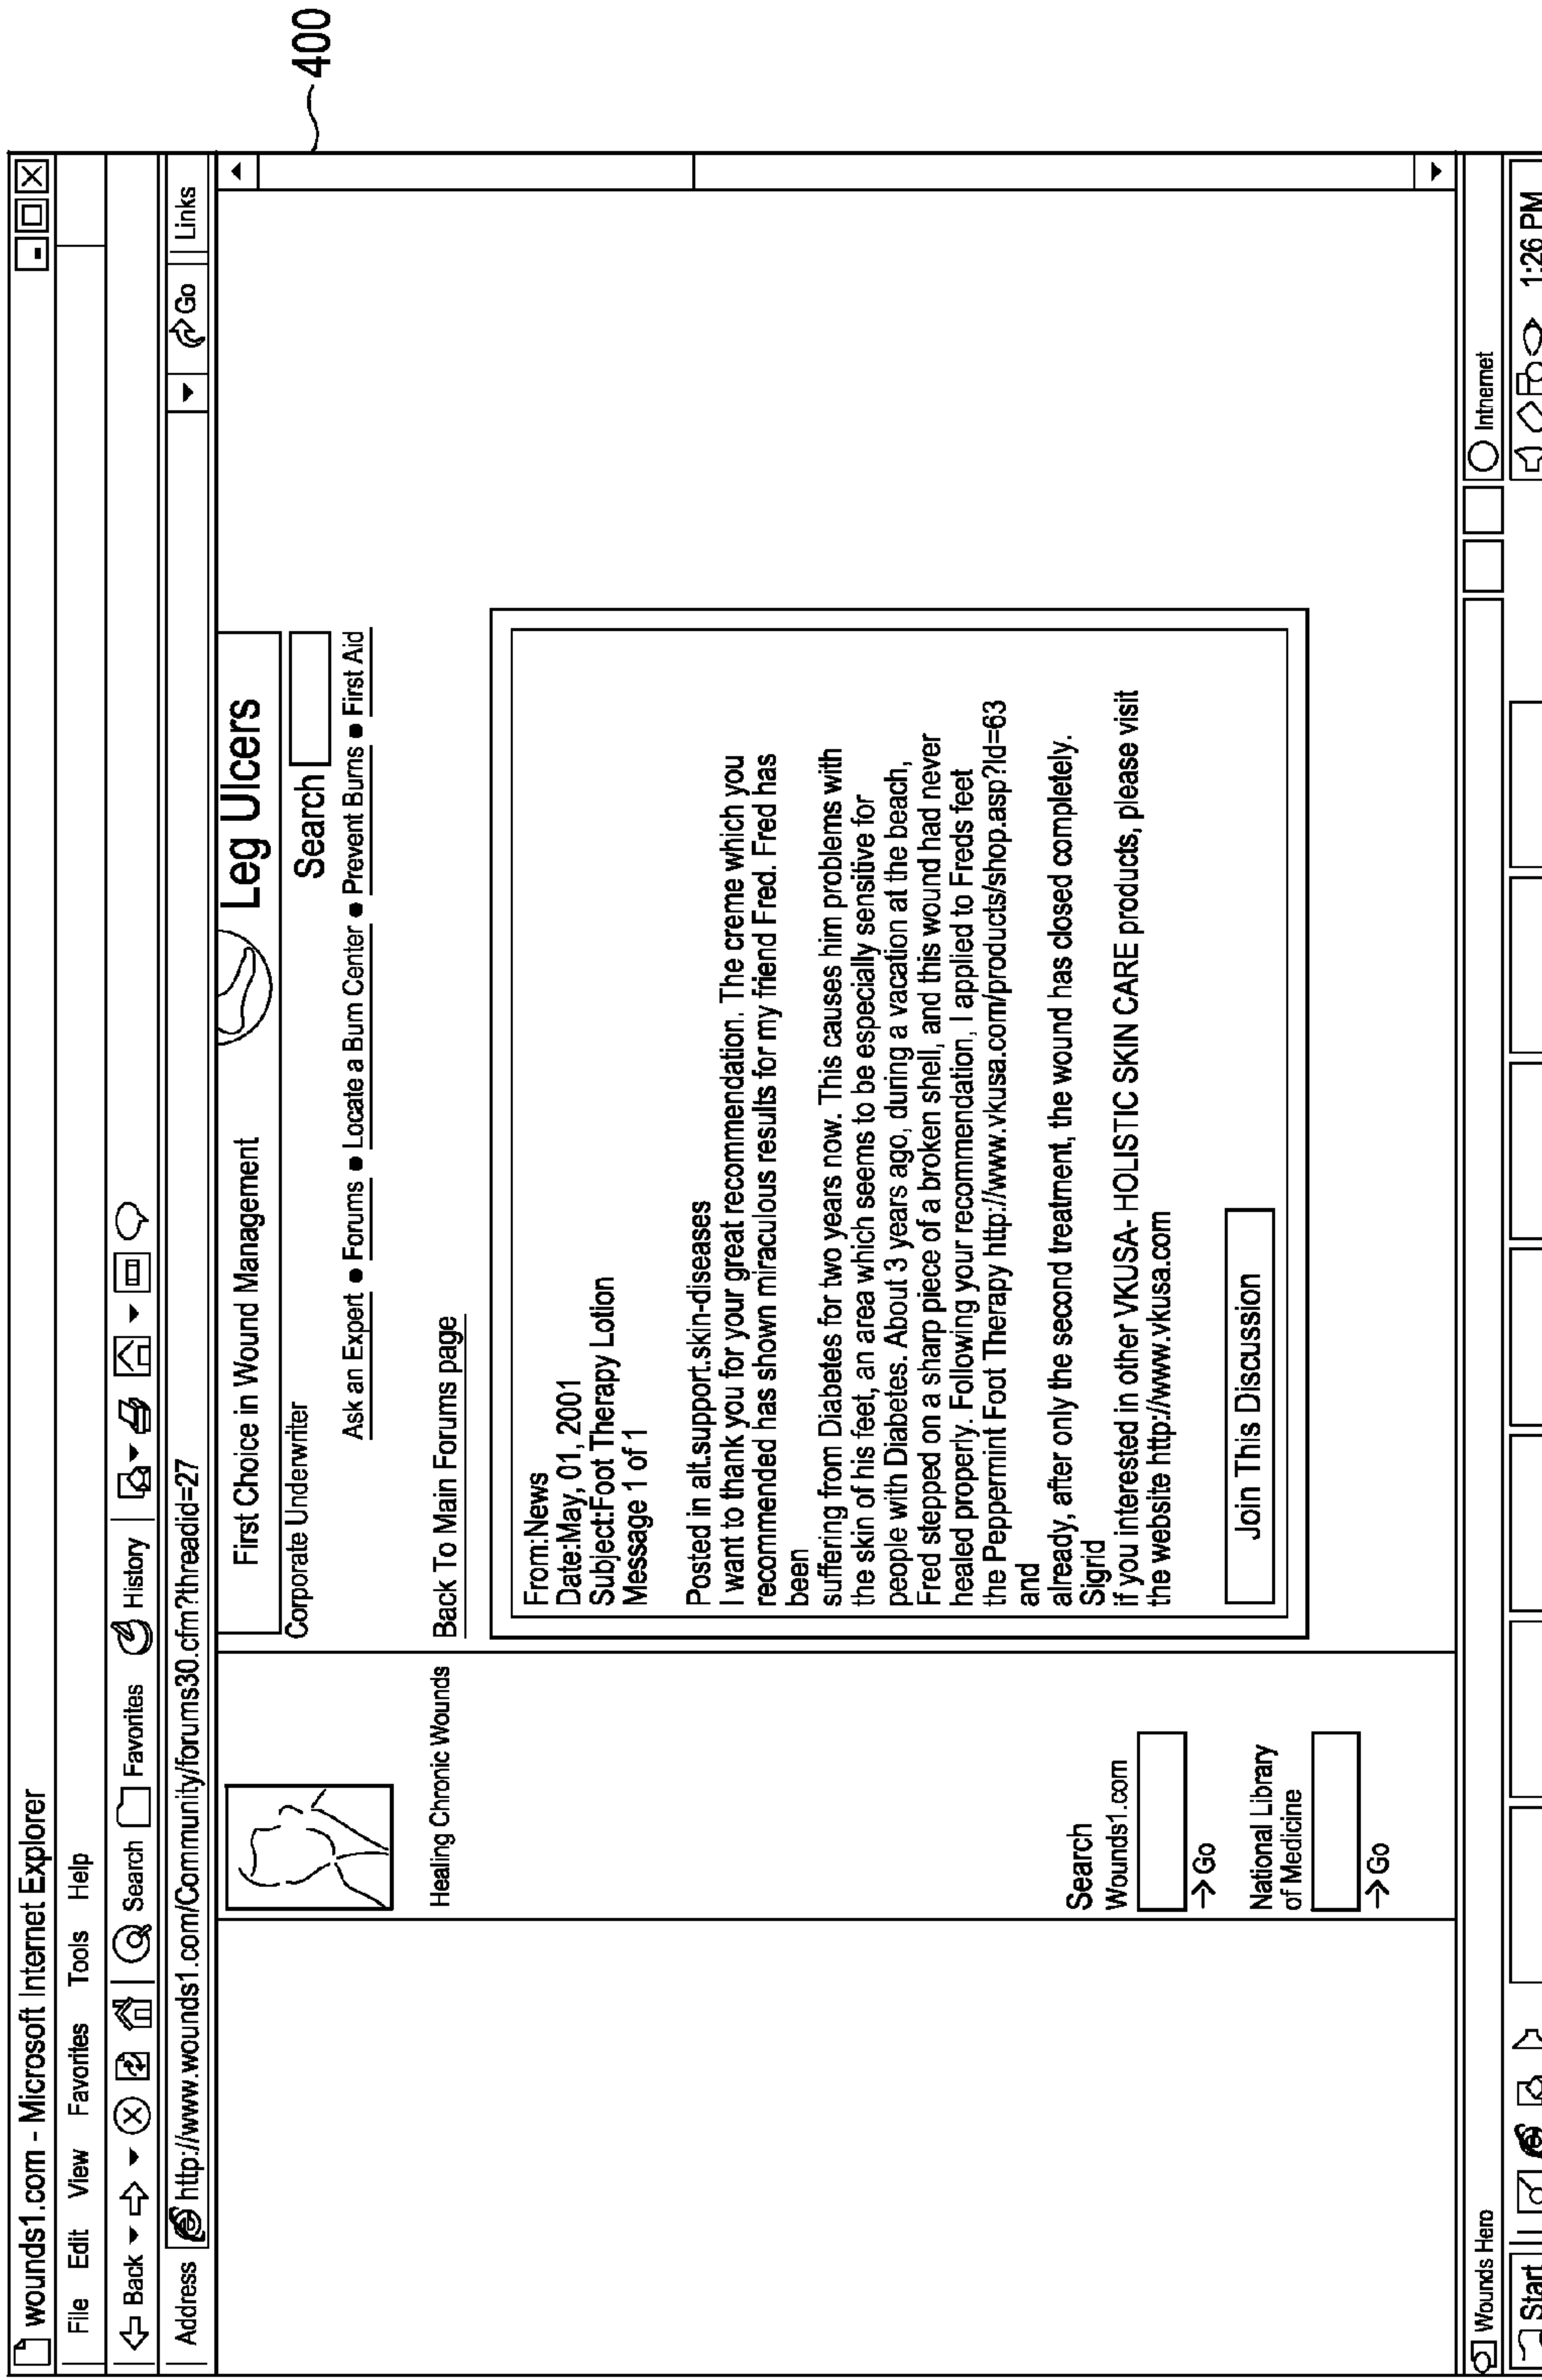 wounds1.com - Microsoft Internet Explorer
File Edit View Favorites Tools Help
Back Search Favorites History
Address http://www.wounds1.com/Community/forums30.cfm?threadid=27 Go Links
400
First Choice in Wound Management Leg Ulcers
Corporate Underwriter Search
Ask an Expert ● Forums ● Locate a Bum Center ● Prevent Bums ● First Aid
Healing Chronic Wounds
Back To Main Forums page
From:News
Date:May, 01, 2001
Subject:Foot Therapy Lotion
Message 1 of 1
Posted in alt.support.skin-diseases
I want to thank you for your great recommendation. The creme which you
recommended has shown miraculous results for my friend Fred. Fred has
been
suffering from Diabetes for two years now. This causes him problems with
the skin of his feet, an area which seems to be especially sensitive for
people with Diabetes. About 3 years ago, during a vacation at the beach,
Fred stepped on a sharp piece of a broken shell, and this wound had never
healed properly. Following your recommendation, I applied to Freds feet
the Peppermint Foot Therapy http://www.vkusa.com/products/shop.asp?Id=63
and
already, after only the second treatment, the wound has closed completely.
Sigrid
if you interested in other VKUSA- HOLISTIC SKIN CARE products, please visit
the website http://www.vkusa.com
Join This Discussion
Search
Wounds1.com
→Go
National Library
of Medicine
→Go
Wounds Hero Intnernet
Start 1:26 PM